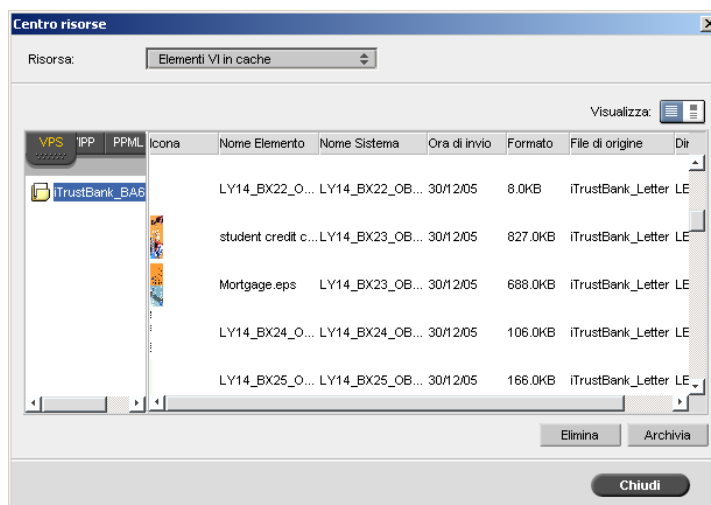 Centro risorse
Risorsa: Elementi VI in cache
Visualizza:
VPS VIPP PPML Icona Nome Elemento Nome Sistema Ora di invio Formato File di origine Dir
iTrustBank_BA6
LY14_BX22_O... LY14_BX22_OB... 30/12/05 8.0KB iTrustBank_Letter LE
student credit c... LY14_BX23_OB... 30/12/05 827.0KB iTrustBank_Letter LE
Mortgage.eps LY14_BX23_OB... 30/12/05 688.0KB iTrustBank_Letter LE
LY14_BX24_O... LY14_BX24_OB... 30/12/05 106.0KB iTrustBank_Letter LE
LY14_BX25_O... LY14_BX25_OB... 30/12/05 166.0KB iTrustBank_Letter LE
Elimina Archivia
Chiudi